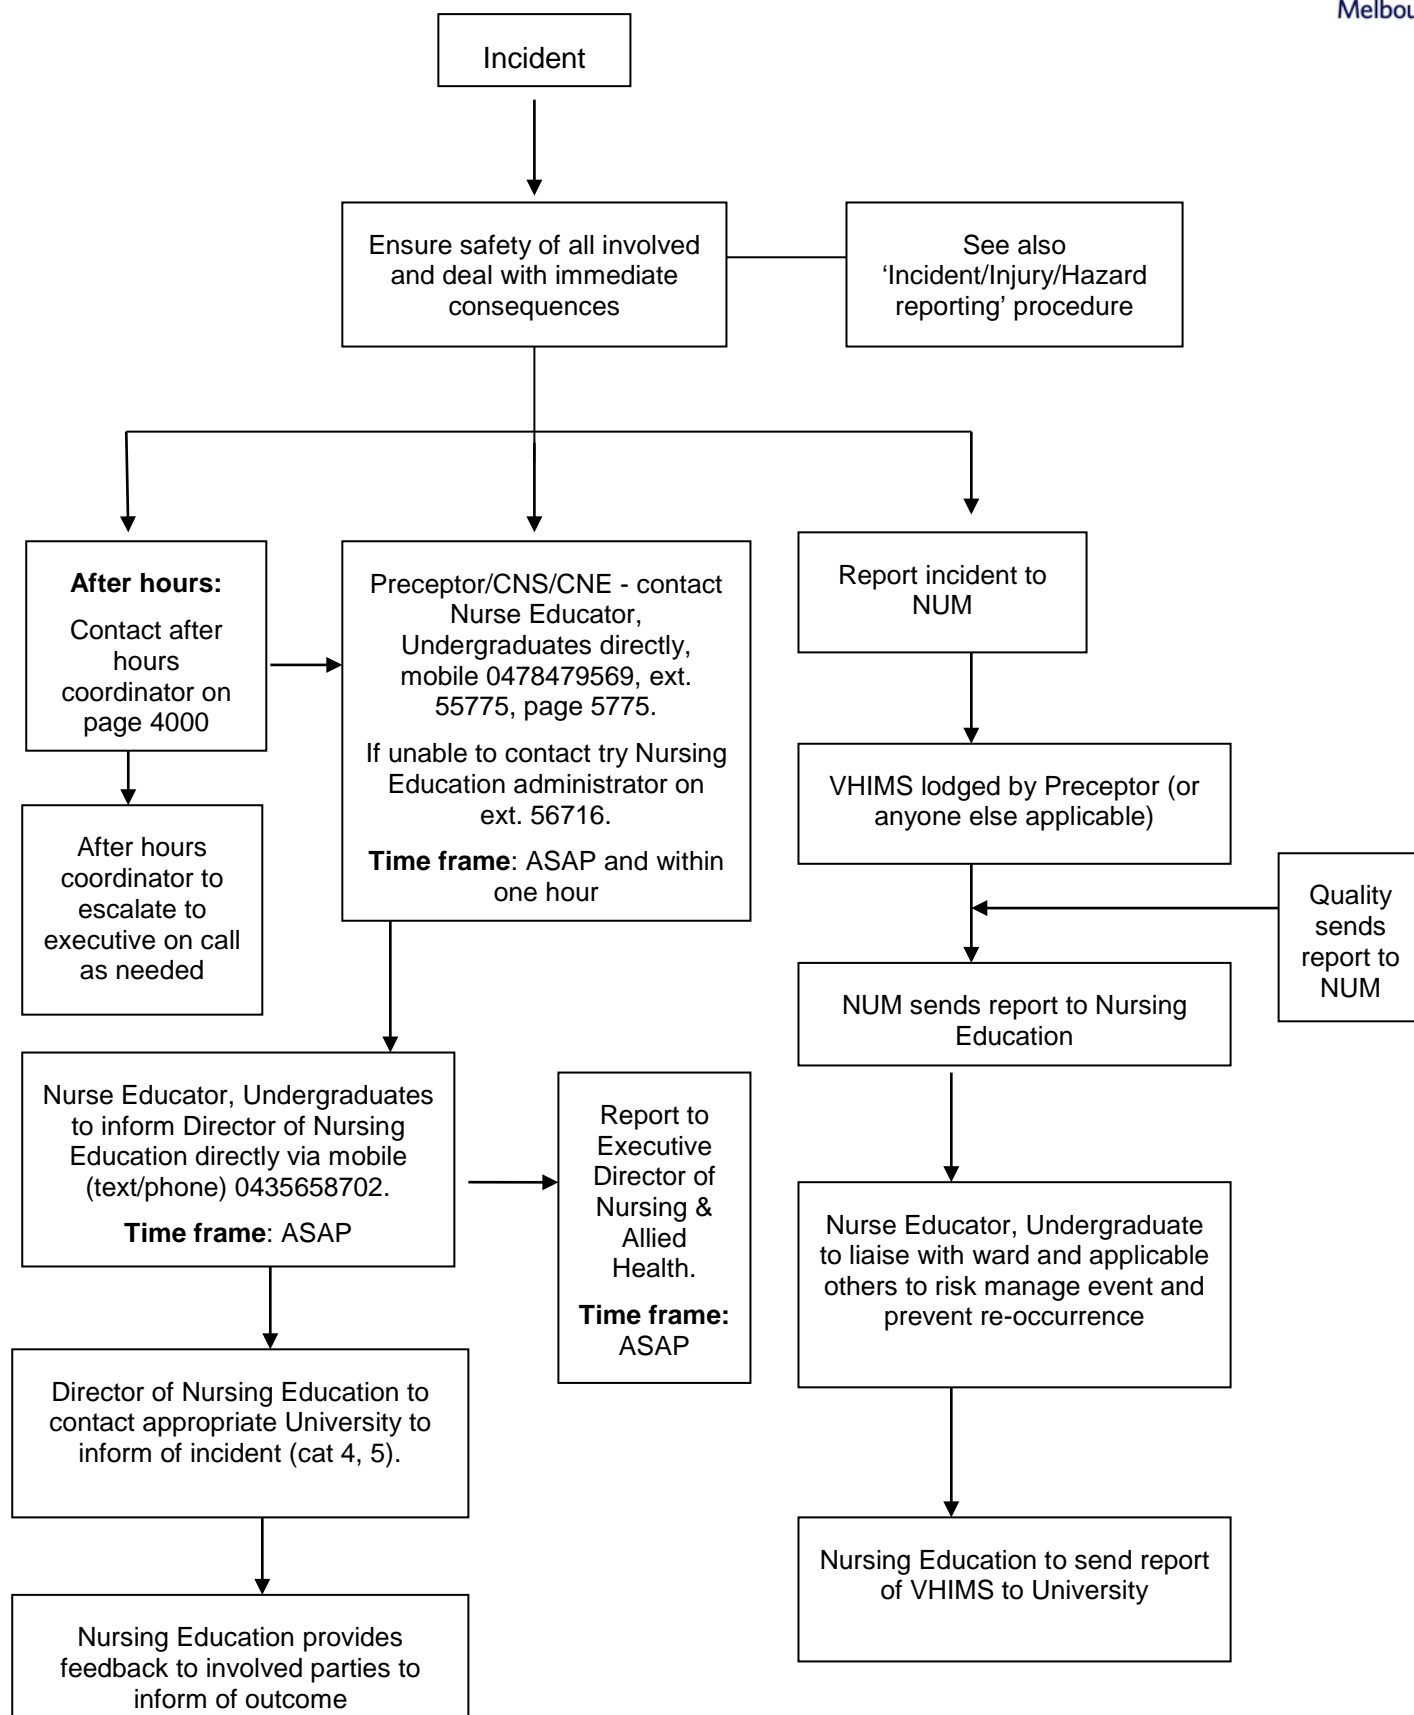 Melbou
Incident
Ensure safety of all involved
and deal with immediate
consequences
See also
‘Incident/Injury/Hazard
reporting’ procedure
After hours:
Contact after
hours
coordinator on
page 4000
Preceptor/CNS/CNE - contact
Nurse Educator,
Undergraduates directly,
mobile 0478479569, ext.
55775, page 5775.
If unable to contact try Nursing
Education administrator on
ext. 56716.
Time frame: ASAP and within
one hour
Report incident to
NUM
After hours
coordinator to
escalate to
executive on call
as needed
VHIMS lodged by Preceptor (or
anyone else applicable)
Quality
sends
report to
NUM
NUM sends report to Nursing
Education
Nurse Educator, Undergraduates
to inform Director of Nursing
Education directly via mobile
(text/phone) 0435658702.
Time frame: ASAP
Report to
Executive
Director of
Nursing &
Allied
Health.
Time frame:
ASAP
Nurse Educator, Undergraduate
to liaise with ward and applicable
others to risk manage event and
prevent re-occurrence
Director of Nursing Education to
contact appropriate University to
inform of incident (cat 4, 5).
Nursing Education to send report
of VHIMS to University
Nursing Education provides
feedback to involved parties to
inform of outcome